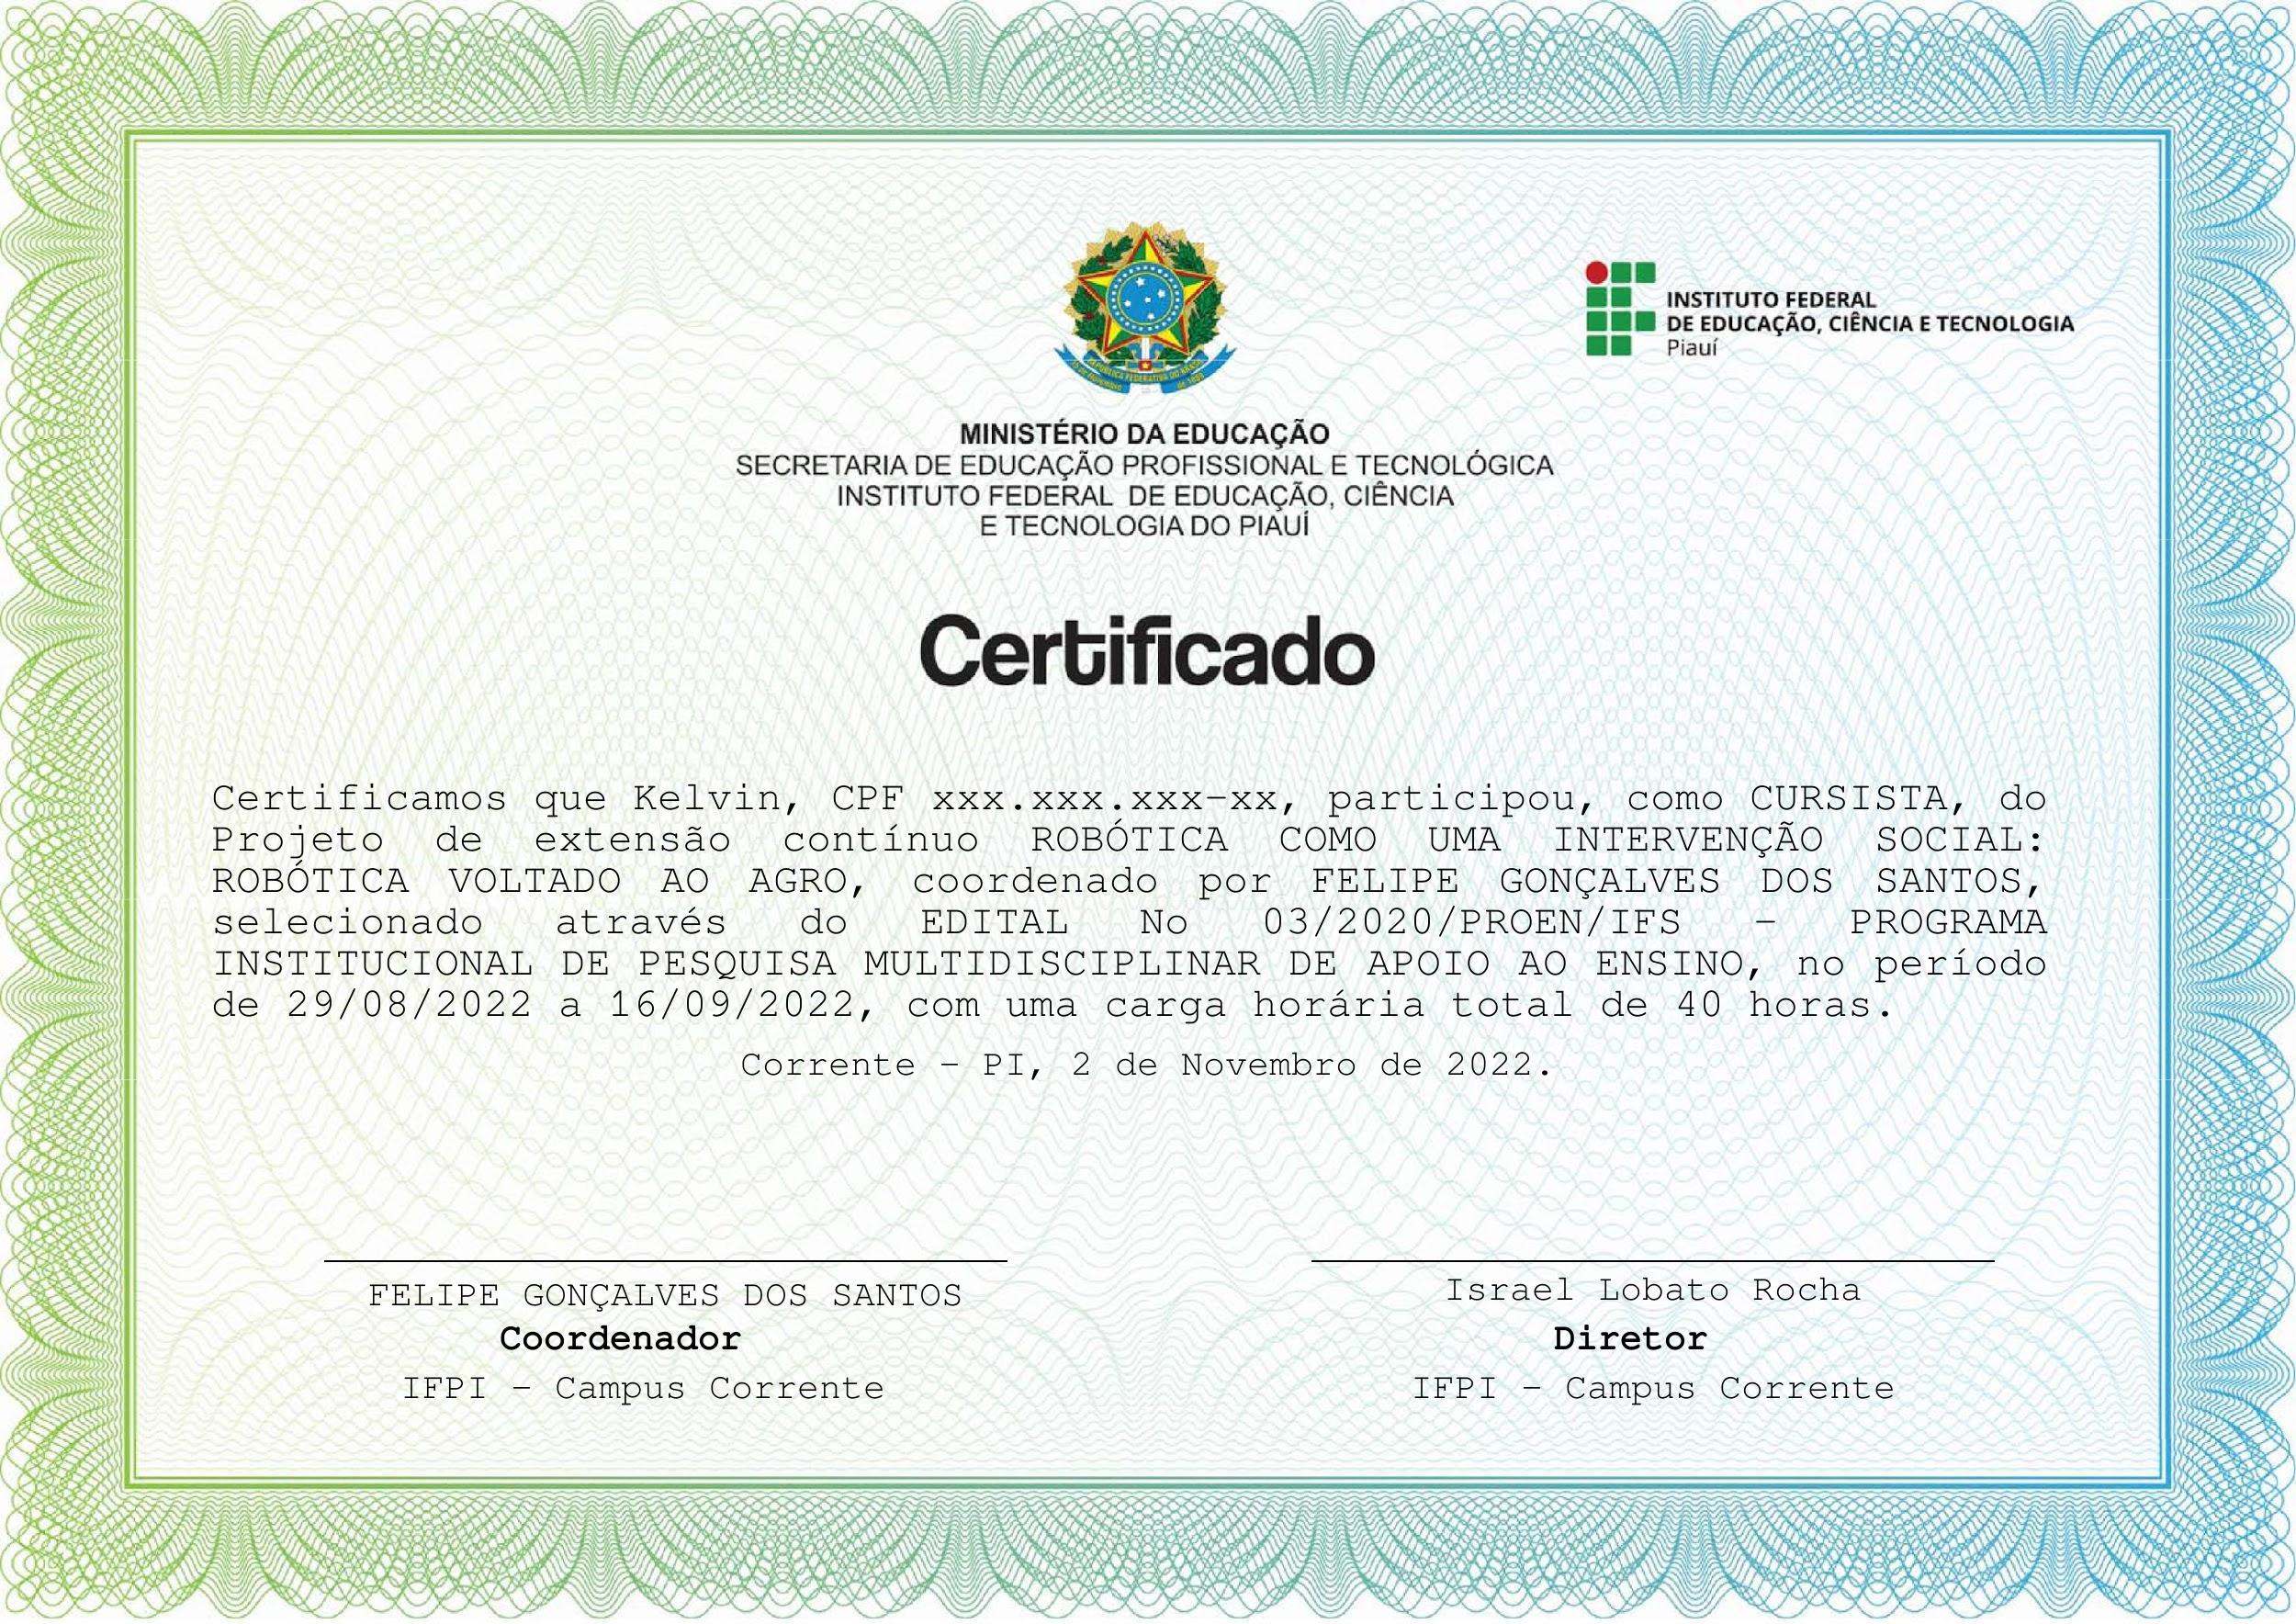 INSTITUTO FEDERAL
DE EDUCAÇÃO, CIÊNCIA E TECNOLOGIA
Piauí
REPÚBLICA FEDERATIVA DO BRASIL
MINISTÉRIO DA EDUCAÇÃO
SECRETARIA DE EDUCAÇÃO PROFISSIONAL E TECNOLÓGICA
INSTITUTO FEDERAL DE EDUCAÇÃO, CIÊNCIA
E TECNOLOGIA DO PIAUÍ
Certificado
Certificamos que Kelvin, CPF xxx.xxx.xxx-xx, participou, como CURSISTA, do
Projeto de extensão contínuo ROBÓTICA COMO UMA INTERVENÇÃO SOCIAL:
ROBÓTICA VOLTADO AO AGRO, coordenado por FELIPE GONÇALVES DOS SANTOS,
selecionado através do EDITAL No 03/2020/PROEN/IFS - PROGRAMA
INSTITUCIONAL DE PESQUISA MULTIDISCIPLINAR DE APOIO AO ENSINO, no período
de 29/08/2022 a 16/09/2022, com uma carga horária total de 40 horas.
Corrente - PI, 2 de Novembro de 2022.
FELIPE GONÇALVES DOS SANTOS
Coordenador
IFPI - Campus Corrente
Israel Lobato Rocha
Diretor
IFPI - Campus Corrente